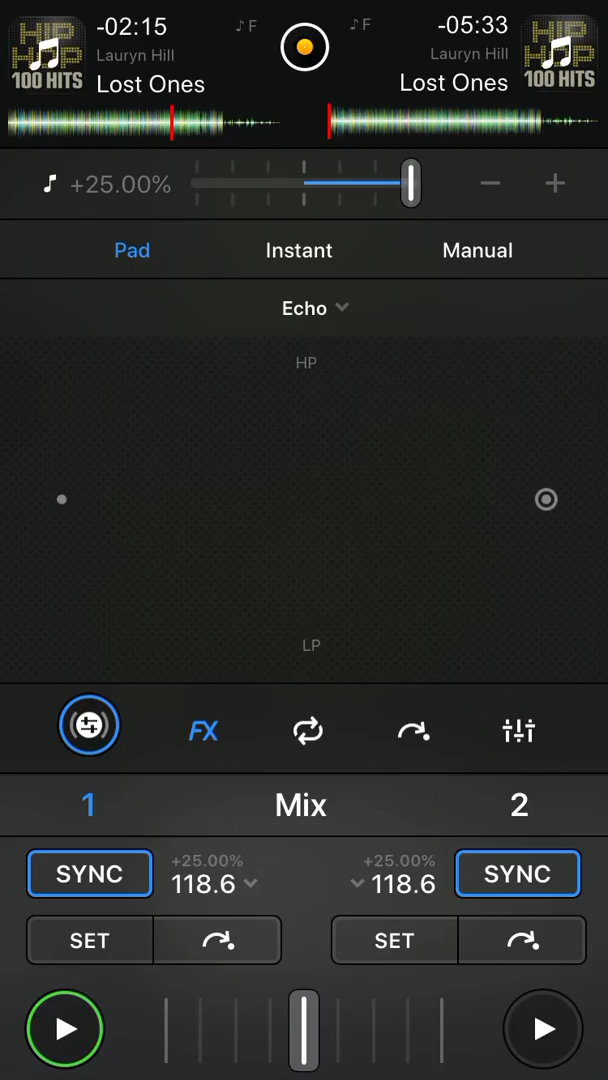 -02:15
♪F
♪F
-05:33
Lauryn Hill
Lauryn Hill
Lost Ones
Lost Ones
HIP HOP
100 HITS
HIP HOP
100 HITS
+25.00%
Pad
Instant
Manual
Echo
HP
LP
FX
1
Mix
2
SYNC
+25.00%
118.6
+25.00%
118.6
SYNC
SET
SET